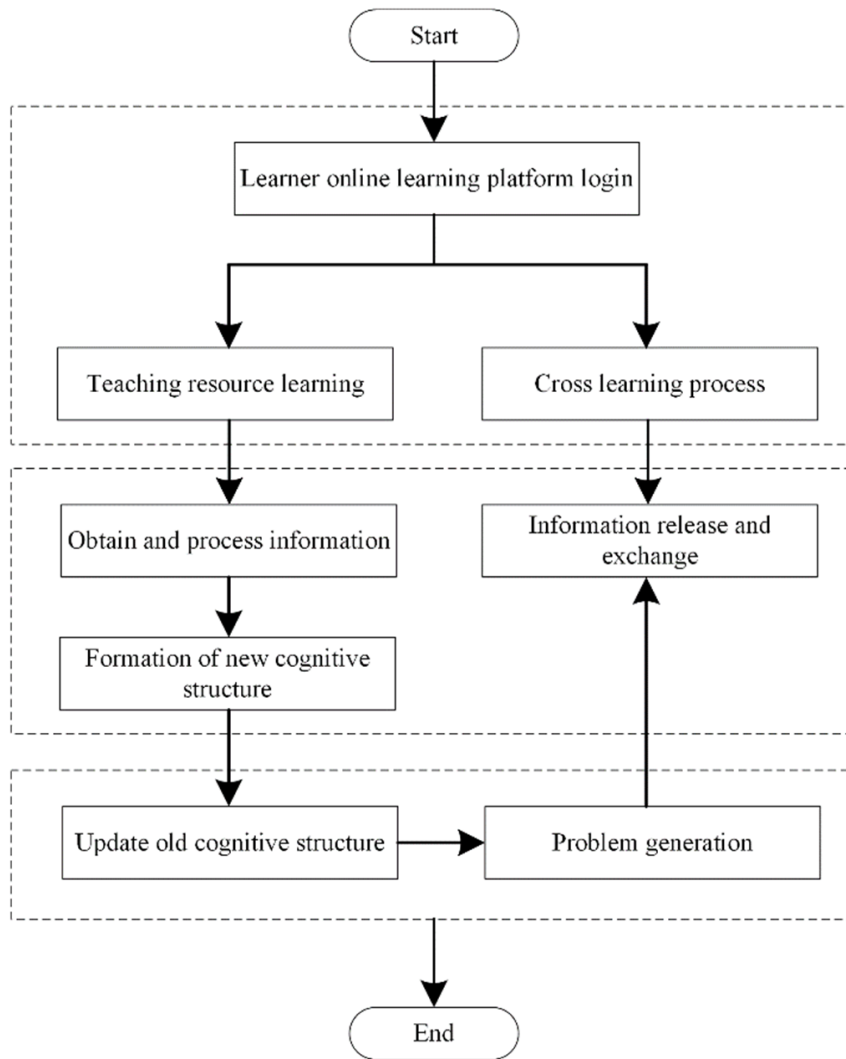 Start
Learner online learning platform login
Teaching resource learning
Cross learning process
Obtain and process information
Information release and
exchange
Formation of new cognitive
structure
Update old cognitive structure
Problem generation
End